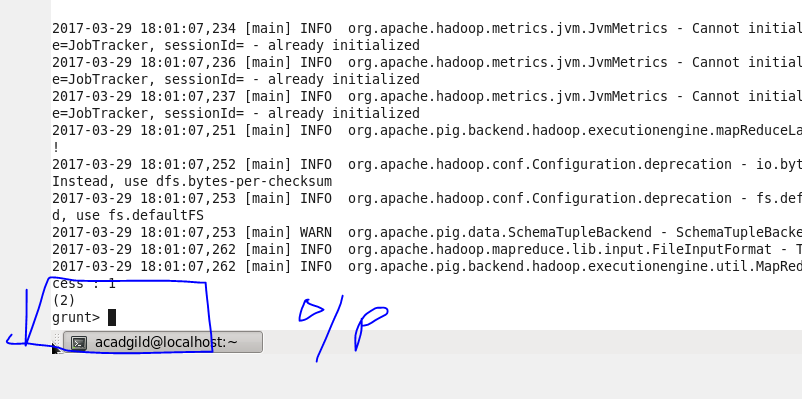 2017-03-29 18:01:07,234 [main] INFO  org.apache.hadoop.metrics.jvm.JvmMetrics - Cannot initial
e=JobTracker, sessionId= - already initialized
2017-03-29 18:01:07,236 [main] INFO  org.apache.hadoop.metrics.jvm.JvmMetrics - Cannot initial
e=JobTracker, sessionId= - already initialized
2017-03-29 18:01:07,237 [main] INFO  org.apache.hadoop.metrics.jvm.JvmMetrics - Cannot initial
e=JobTracker, sessionId= - already initialized
2017-03-29 18:01:07,251 [main] INFO  org.apache.pig.backend.hadoop.executionengine.mapReduceLa
!
2017-03-29 18:01:07,252 [main] INFO  org.apache.hadoop.conf.Configuration.deprecation - io.byt
Instead, use dfs.bytes-per-checksum
2017-03-29 18:01:07,253 [main] INFO  org.apache.hadoop.conf.Configuration.deprecation - fs.def
d, use fs.defaultFS
2017-03-29 18:01:07,253 [main] WARN  org.apache.pig.data.SchemaTupleBackend - SchemaTupleBacke
2017-03-29 18:01:07,262 [main] INFO  org.apache.hadoop.mapreduce.lib.input.FileInputFormat - T
2017-03-29 18:01:07,262 [main] INFO  org.apache.pig.backend.hadoop.executionengine.util.MapRed
cess : 1
(2)
grunt>
o/p
acadgild@localhost:~